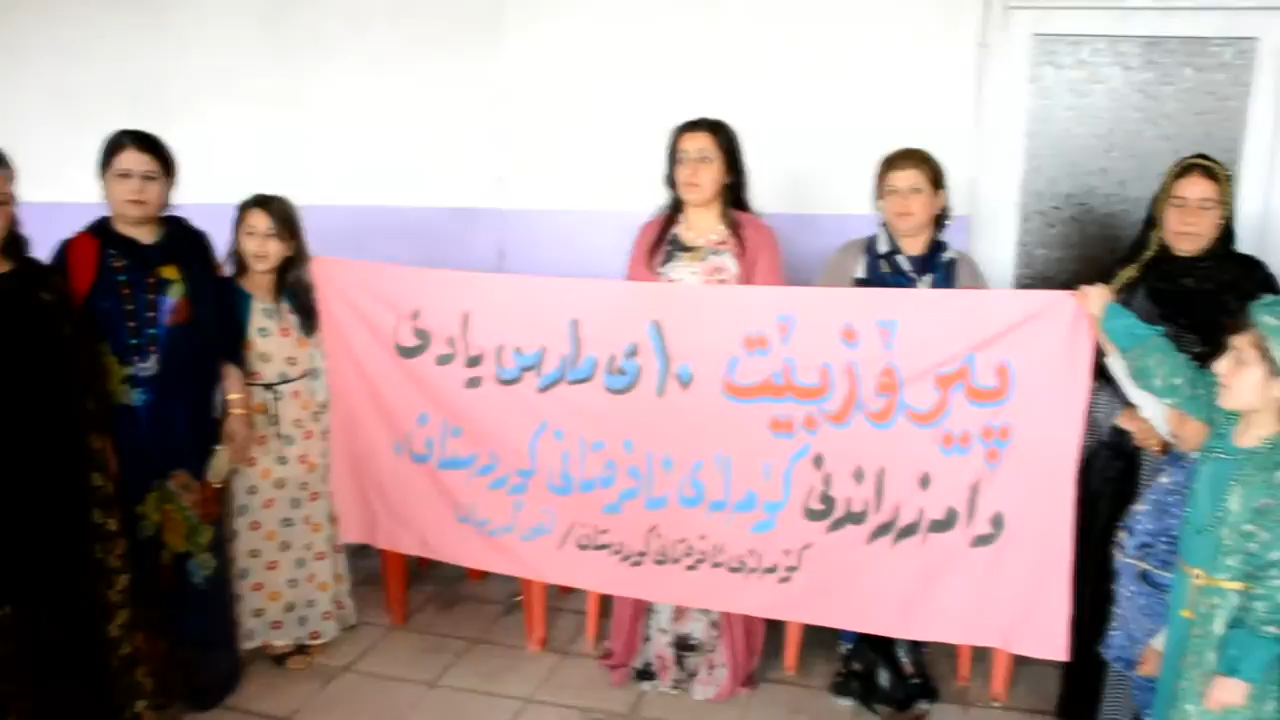 پیرۆزبێت ١٠ی مارس یادی
دامەزراندنی کۆمەڵەی ئافرەتانی کوردستان.
کۆمەڵەی ئافرەتانی کوردستان/